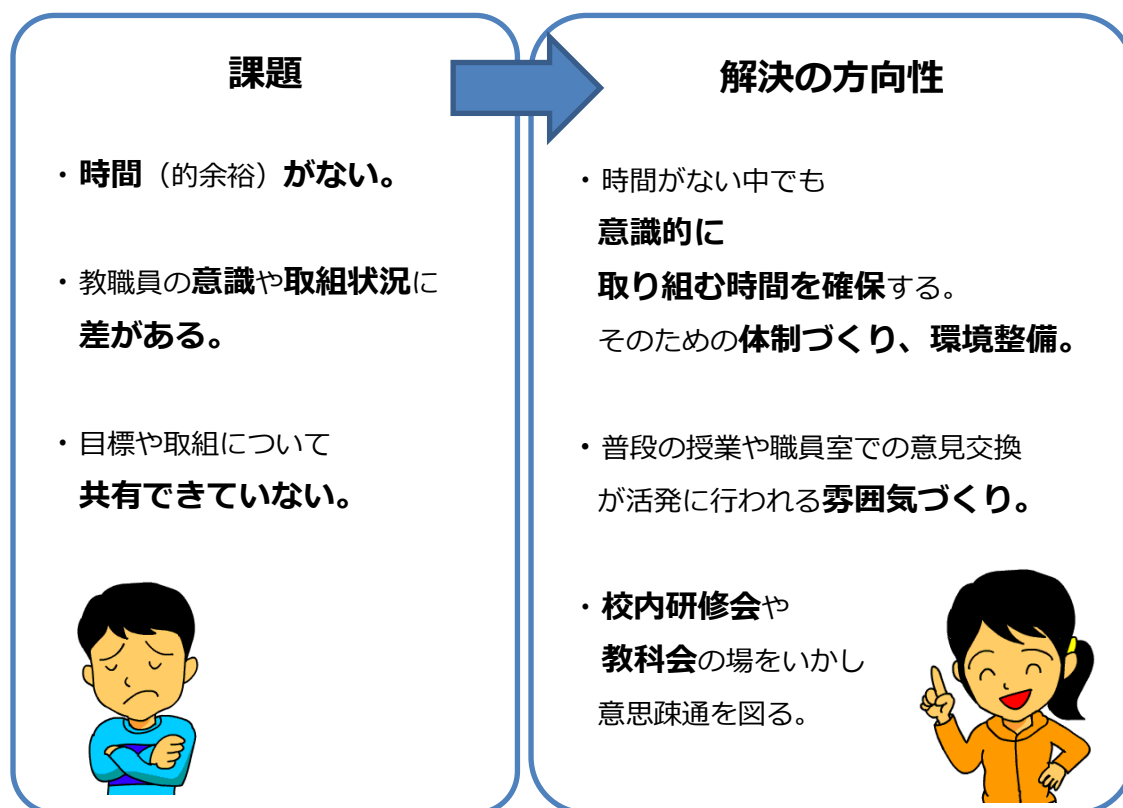 課題
・時間（的余裕）がない。
・教職員の意識や取組状況に
差がある。
・目標や取組について
共有できていない。
解決の方向性
・時間がない中でも
意識的に
取り組む時間を確保する。
そのための体制づくり、環境整備。
・普段の授業や職員室での意見交換
が活発に行われる雰囲気づくり。
・校内研修会や
教科会の場をいかし
意思疎通を図る。